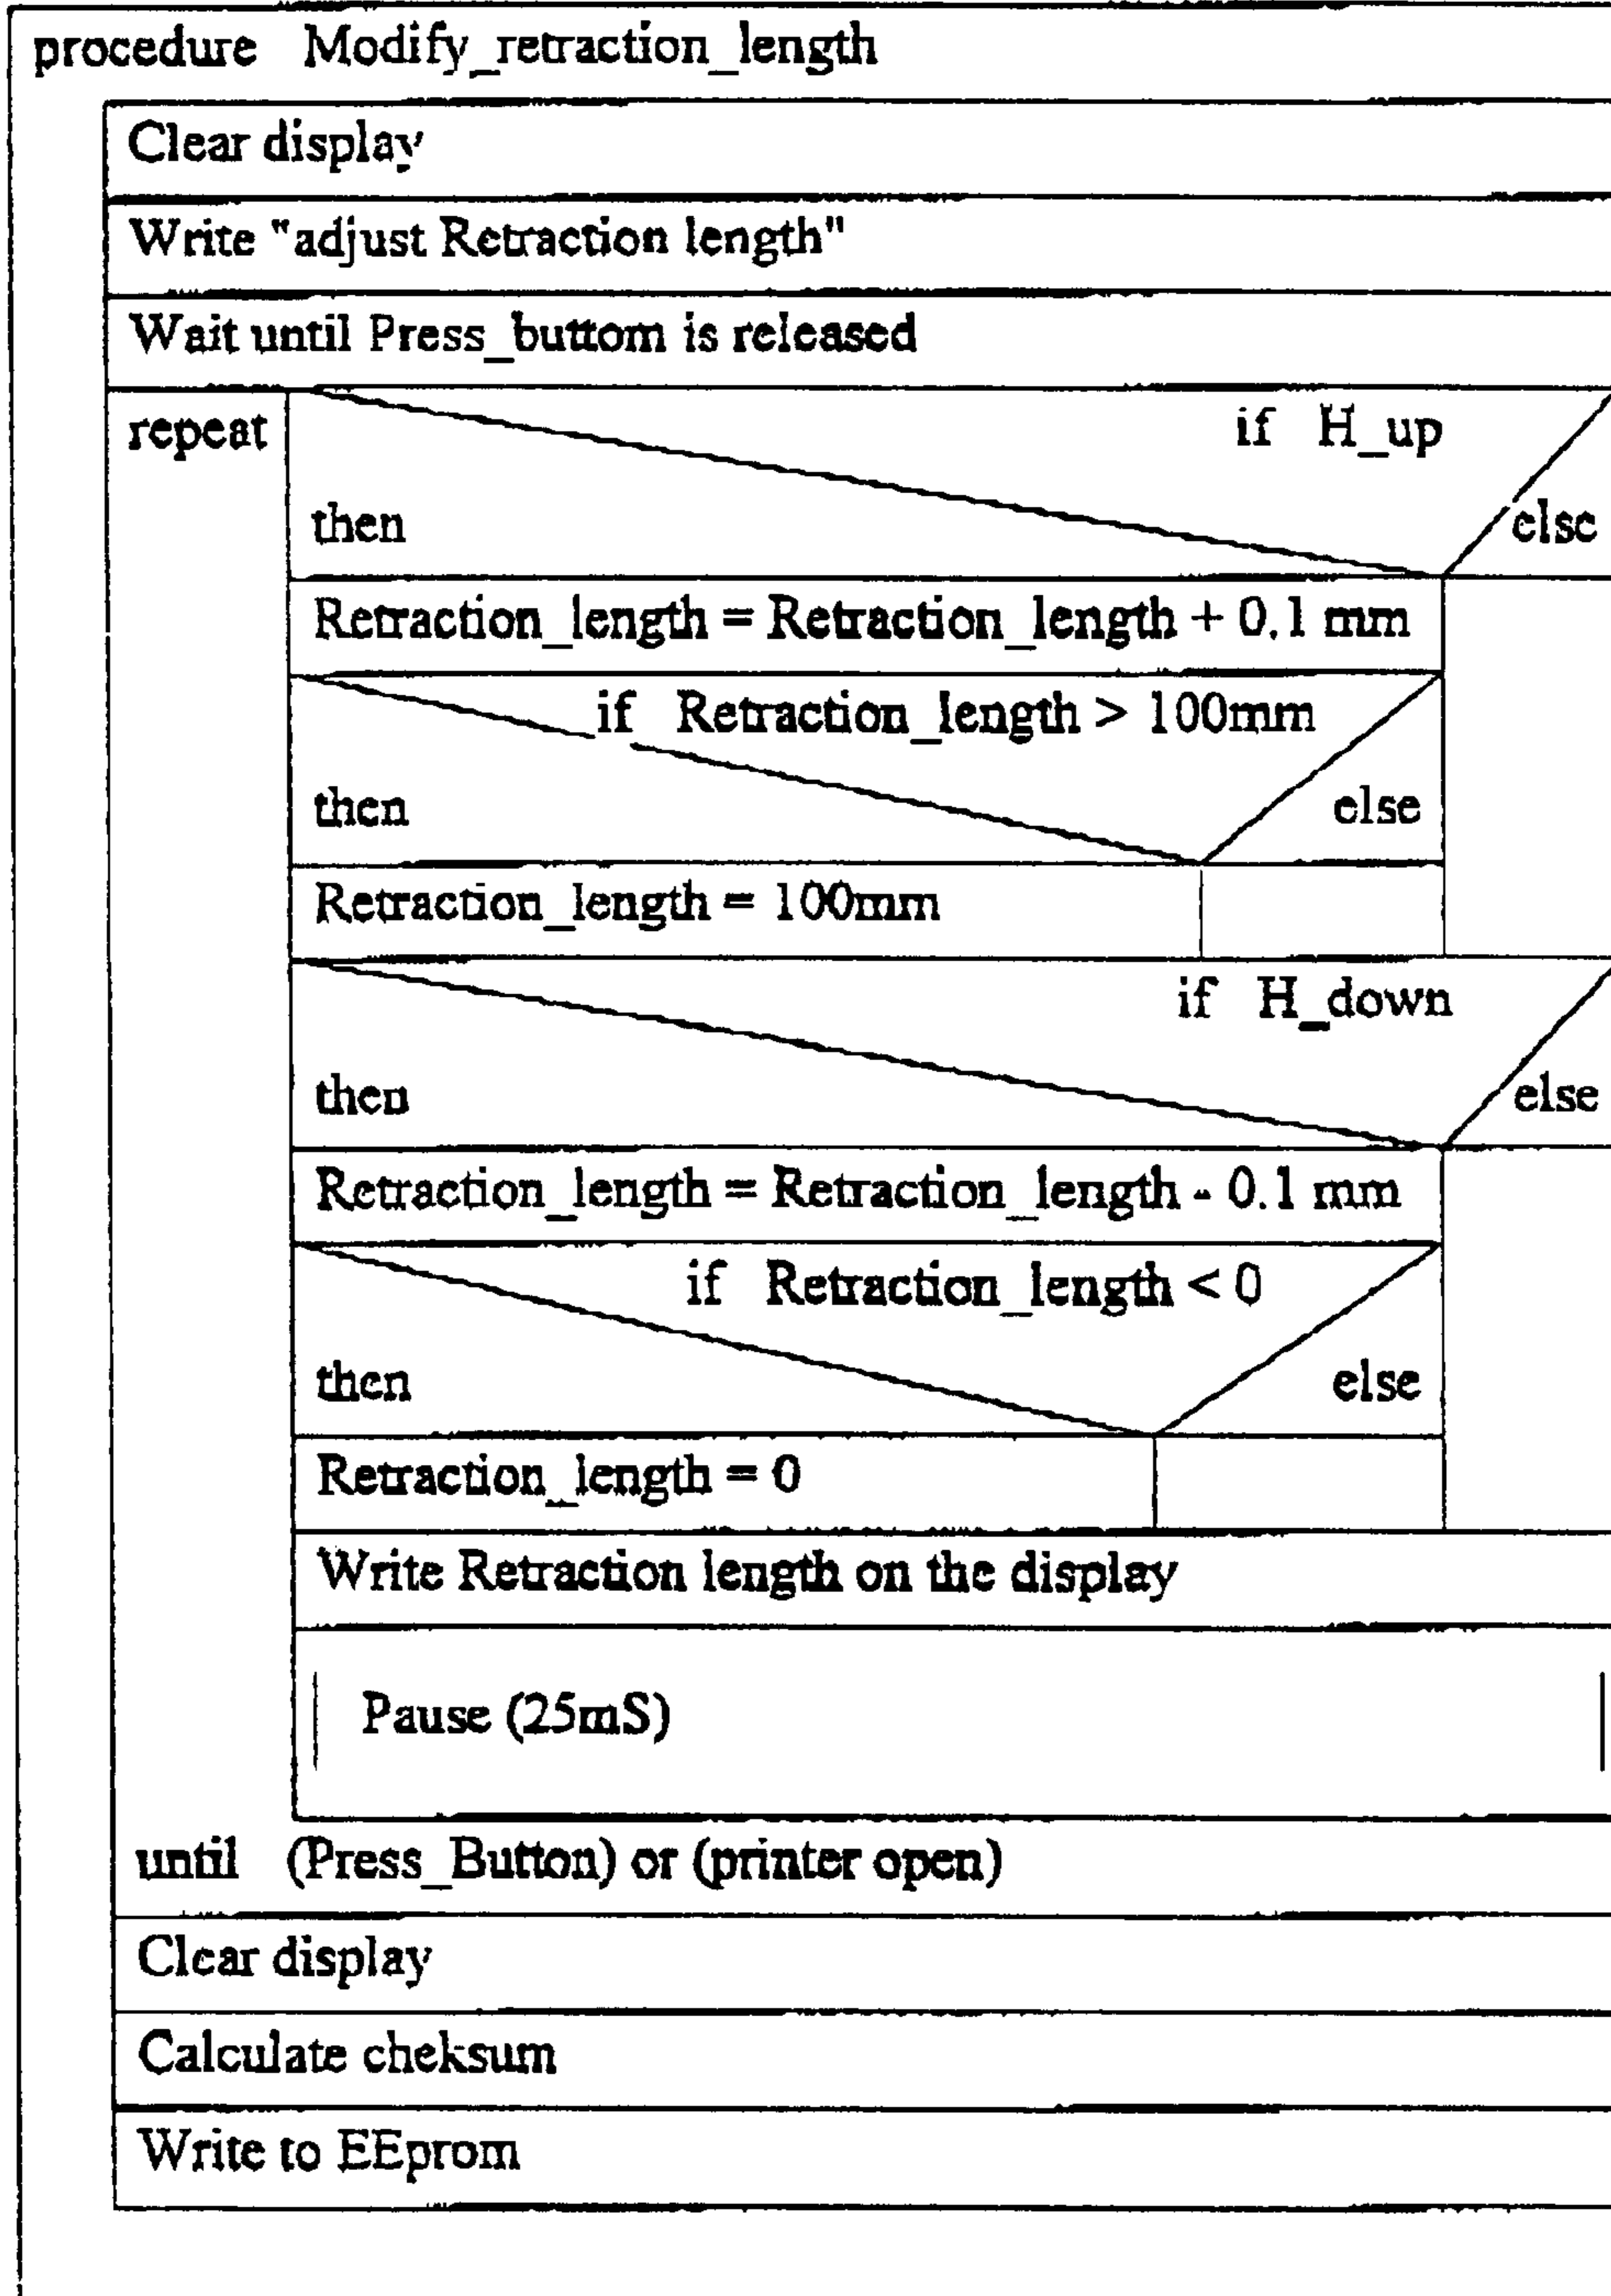 procedure Modify_retraction_length
Clear display
Write "adjust Retraction length"
Wait until Press_buttom is released
repeat
if H_up
then else
Retraction_length = Retraction_length + 0.1 mm
if Retraction_length > 100mm
then else
Retraction_length = 100mm
if H_down
then else
Retraction_length = Retraction_length - 0.1 mm
if Retraction_length < 0
then else
Retraction_length = 0
Write Retraction length on the display
Pause (25mS)
until (Press_Button) or (printer open)
Clear display
Calculate cheksum
Write to EEprom